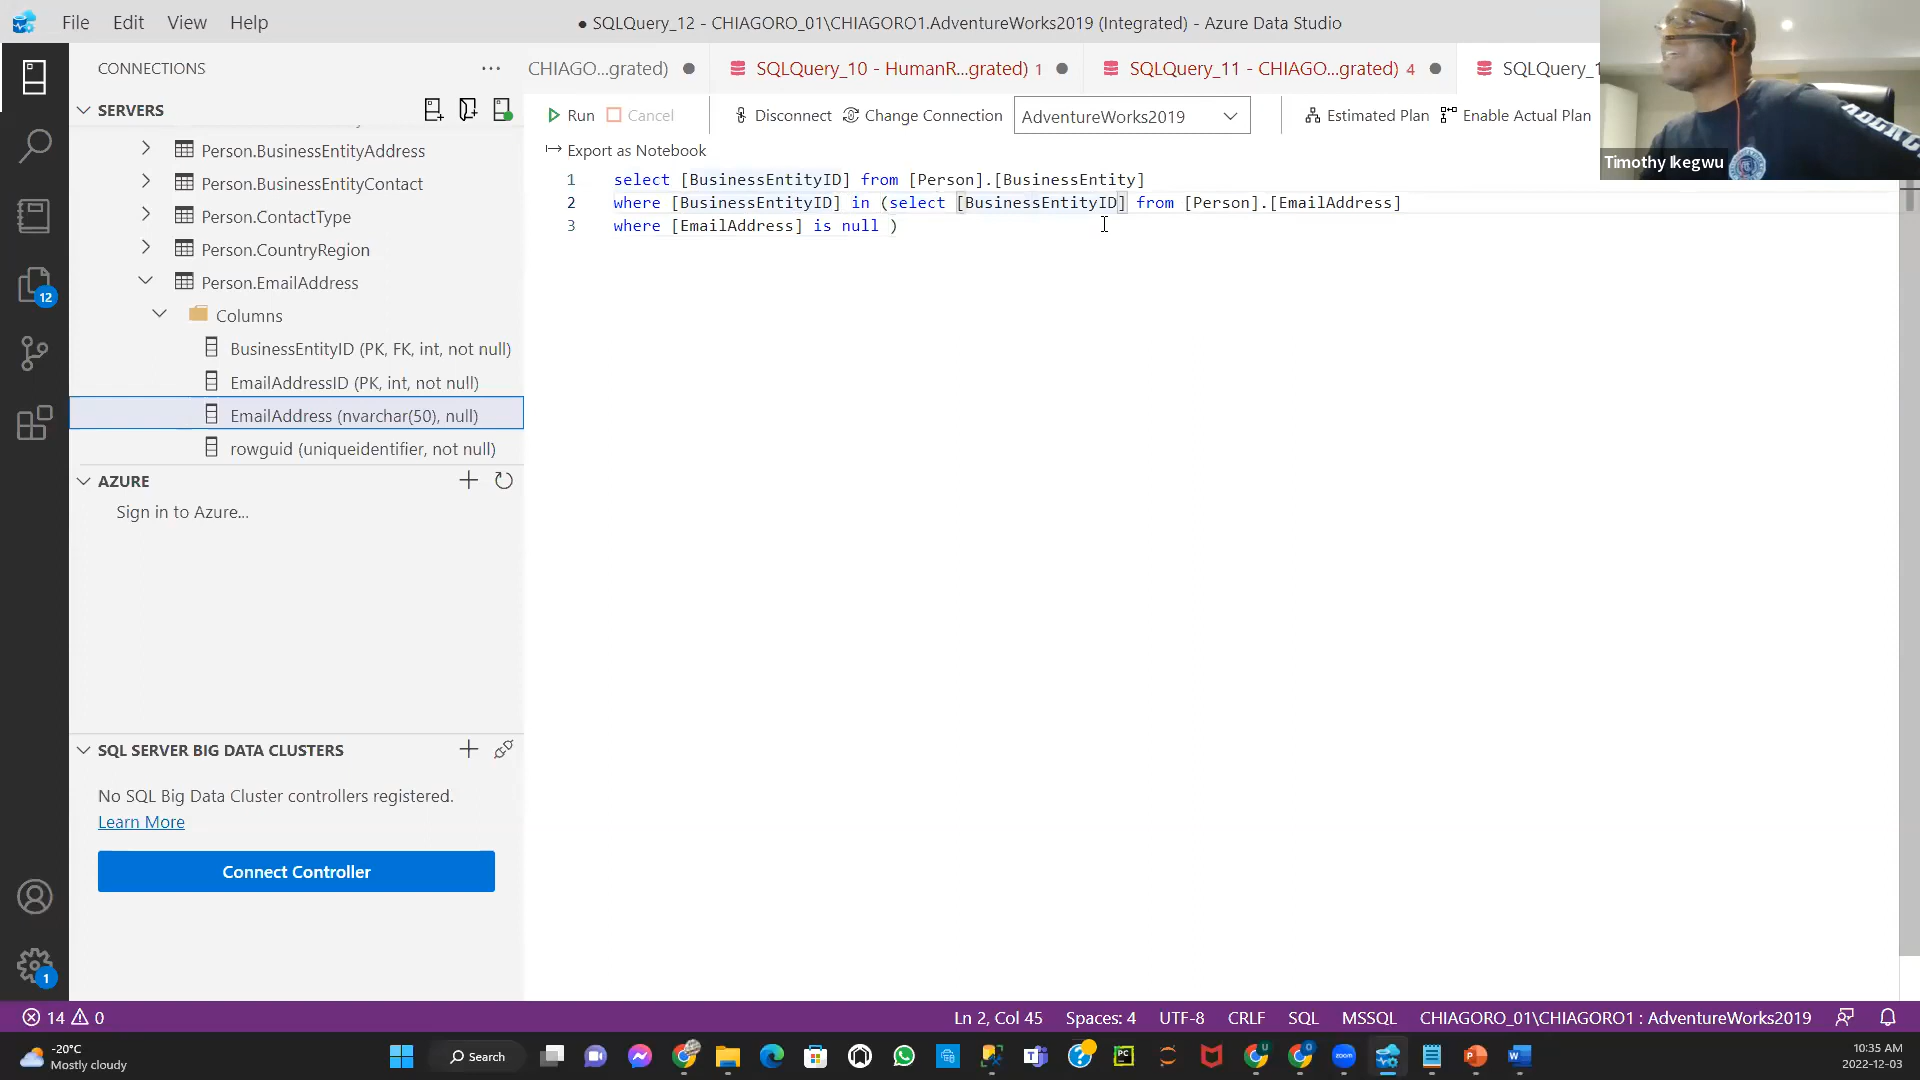 File Edit View Help
● SQLQuery_12 - CHIAGORO_01\CHIAGORO1.AdventureWorks2019 (Integrated) - Azure Data Studio
CONNECTIONS
CHIAGO...grated)
SQLQuery_10 - HumanR...grated) 1
SQLQuery_11 - CHIAGO...grated) 4
SQLQuery_1
SERVERS
Run Cancel Disconnect Change Connection AdventureWorks2019 Estimated Plan Enable Actual Plan
Export as Notebook
Timothy Ikegwu
1 select [BusinessEntityID] from [Person].[BusinessEntity]
2 where [BusinessEntityID] in (select [BusinessEntityID] from [Person].[EmailAddress]
3 where [EmailAddress] is null )
Person.BusinessEntityAddress
Person.BusinessEntityContact
Person.ContactType
Person.CountryRegion
Person.EmailAddress
Columns
BusinessEntityID (PK, FK, int, not null)
EmailAddressID (PK, int, not null)
EmailAddress (nvarchar(50), null)
rowguid (uniqueidentifier, not null)
12
AZURE
Sign in to Azure...
SQL SERVER BIG DATA CLUSTERS
No SQL Big Data Cluster controllers registered.
Learn More
Connect Controller
1
14 0
Ln 2, Col 45 Spaces: 4 UTF-8 CRLF SQL MSSQL CHIAGORO_01\CHIAGORO1 : AdventureWorks2019
-20°C
Mostly cloudy
Search
10:35 AM
2022-12-03